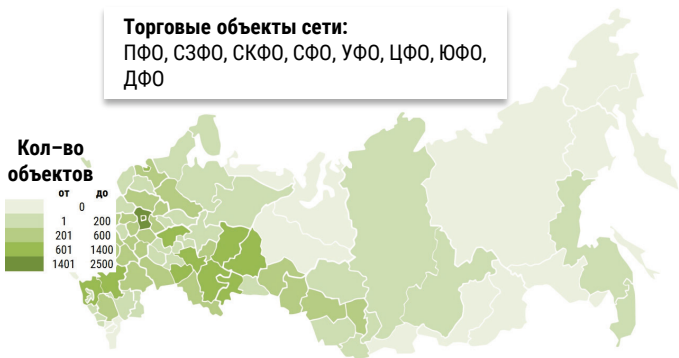 Торговые объекты сети:
ПФО, СЗФО, СКФО, СФО, УФО, ЦФО, ЮФО,
ДФО
Кол-во
объектов
от до
0
1 200
201 600
601 1400
1401 2500